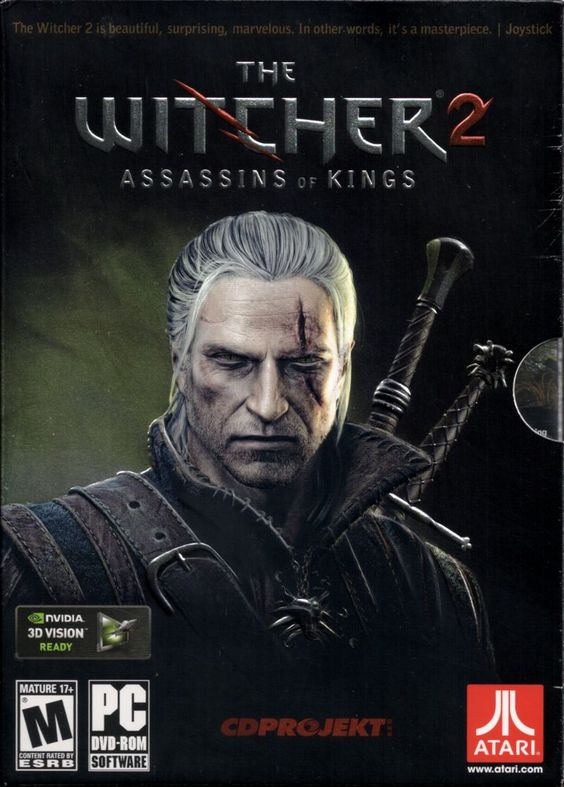 The Witcher 2 is beautiful, surprising, marvelous. In other words, it's a masterpiece. | Joystick
THE
WITCHER® 2
ASSASSINS OF KINGS
NVIDIA.
3D VISION™
READY
MATURE 17+
M®
CONTENT RATED BY
ESRB
PC
DVD-ROM
SOFTWARE
CDPROJEKT
ATARI®
www.atari.com